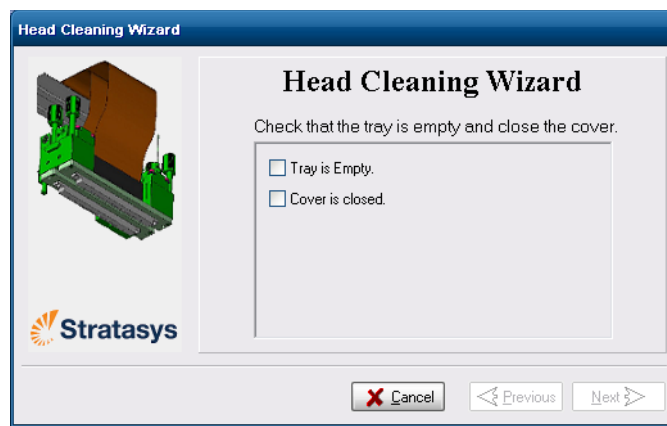 Head Cleaning Wizard
Head Cleaning Wizard
Check that the tray is empty and close the cover.
Tray is Empty.
Cover is closed.
Stratasys
Cancel
Previous
Next